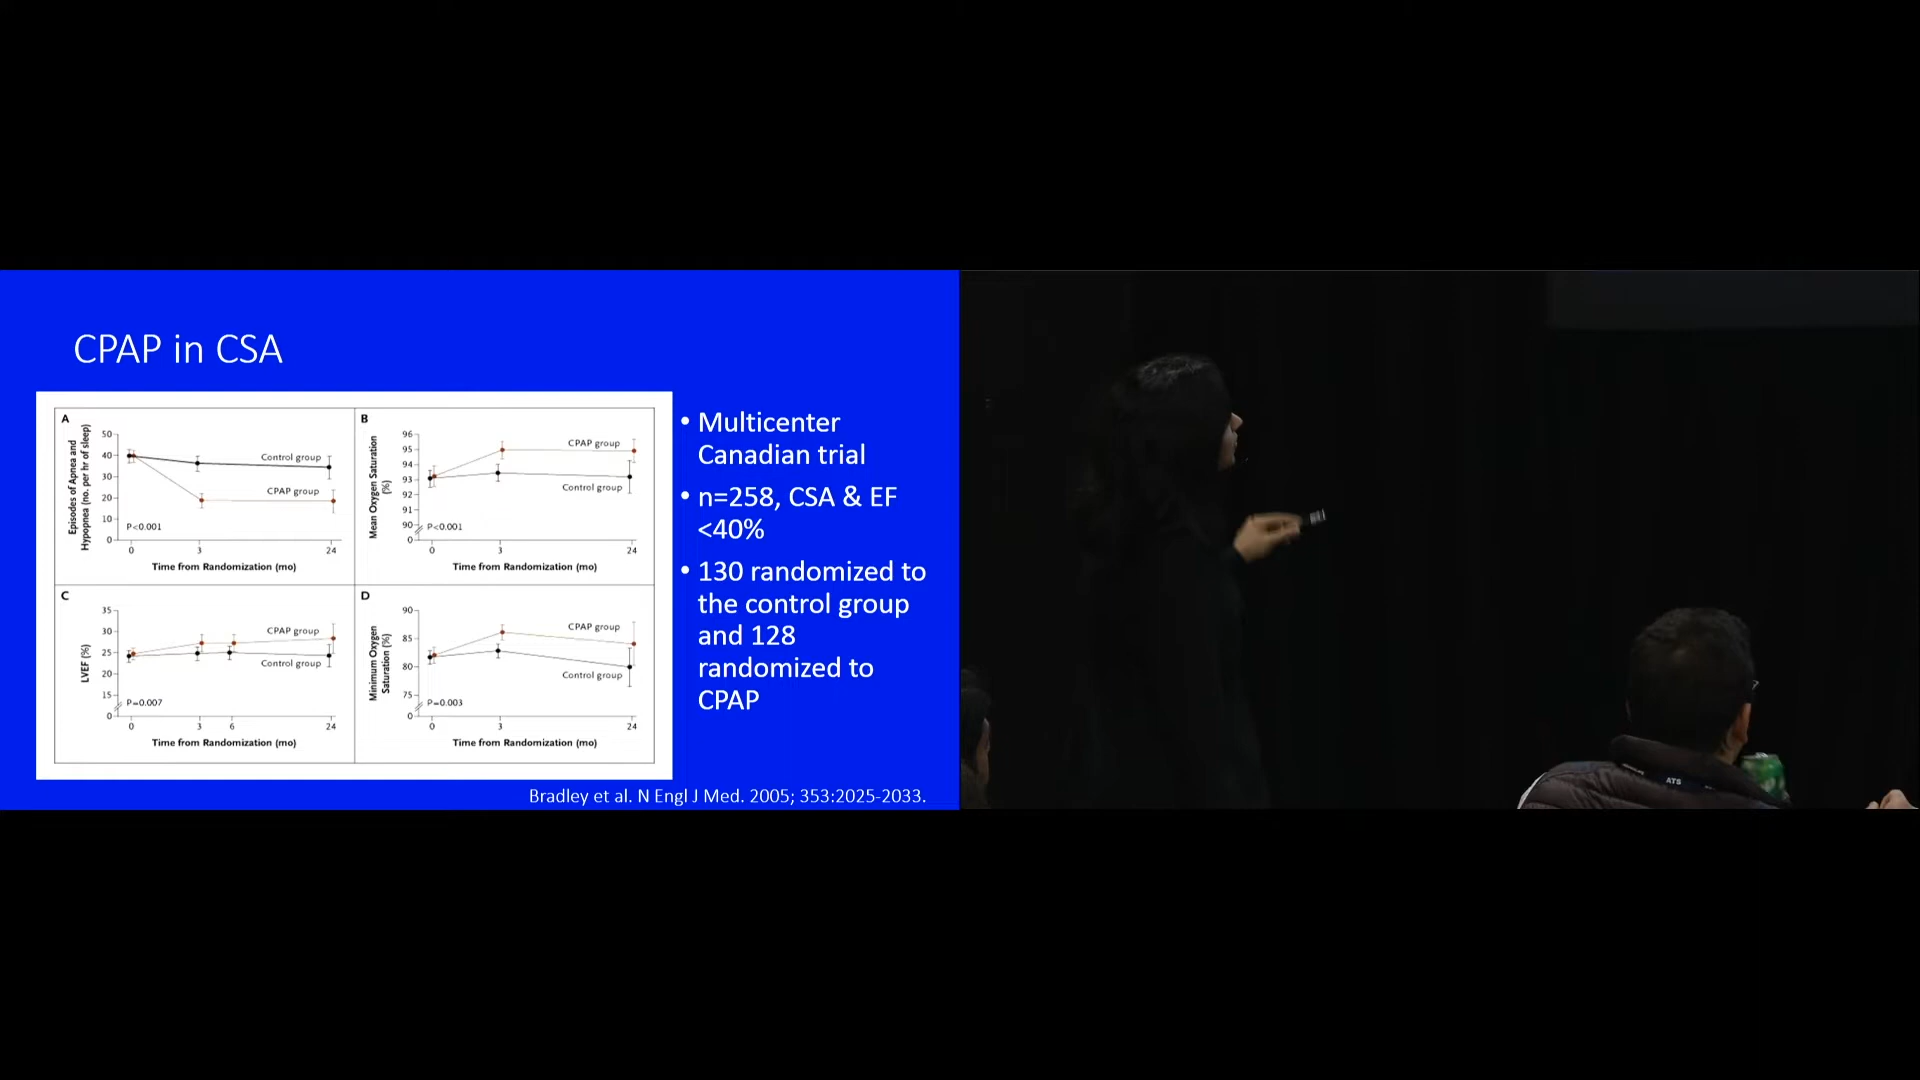 CPAP in CSA
A
Episodes of Apnea and
Hypopnea (no. per hr of sleep)
50
40
30
20
10
0
Control group
CPAP group
P<0.001
0
3
24
Time from Randomization (mo)
B
Mean Oxygen Saturation
(%)
96
95
94
93
92
91
90
0
CPAP group
Control group
P<0.001
0
3
24
Time from Randomization (mo)
C
LVEF (%)
35
30
25
20
15
0
CPAP group
Control group
P=0.007
0
3
6
24
Time from Randomization (mo)
D
Minimum Oxygen
Saturation (%)
90
85
80
75
0
CPAP group
Control group
P=0.003
0
3
24
Time from Randomization (mo)
• Multicenter
Canadian trial
• n=258, CSA & EF
<40%
• 130 randomized to
the control group
and 128
randomized to
CPAP
Bradley et al. N Engl J Med. 2005; 353:2025-2033.
ATS